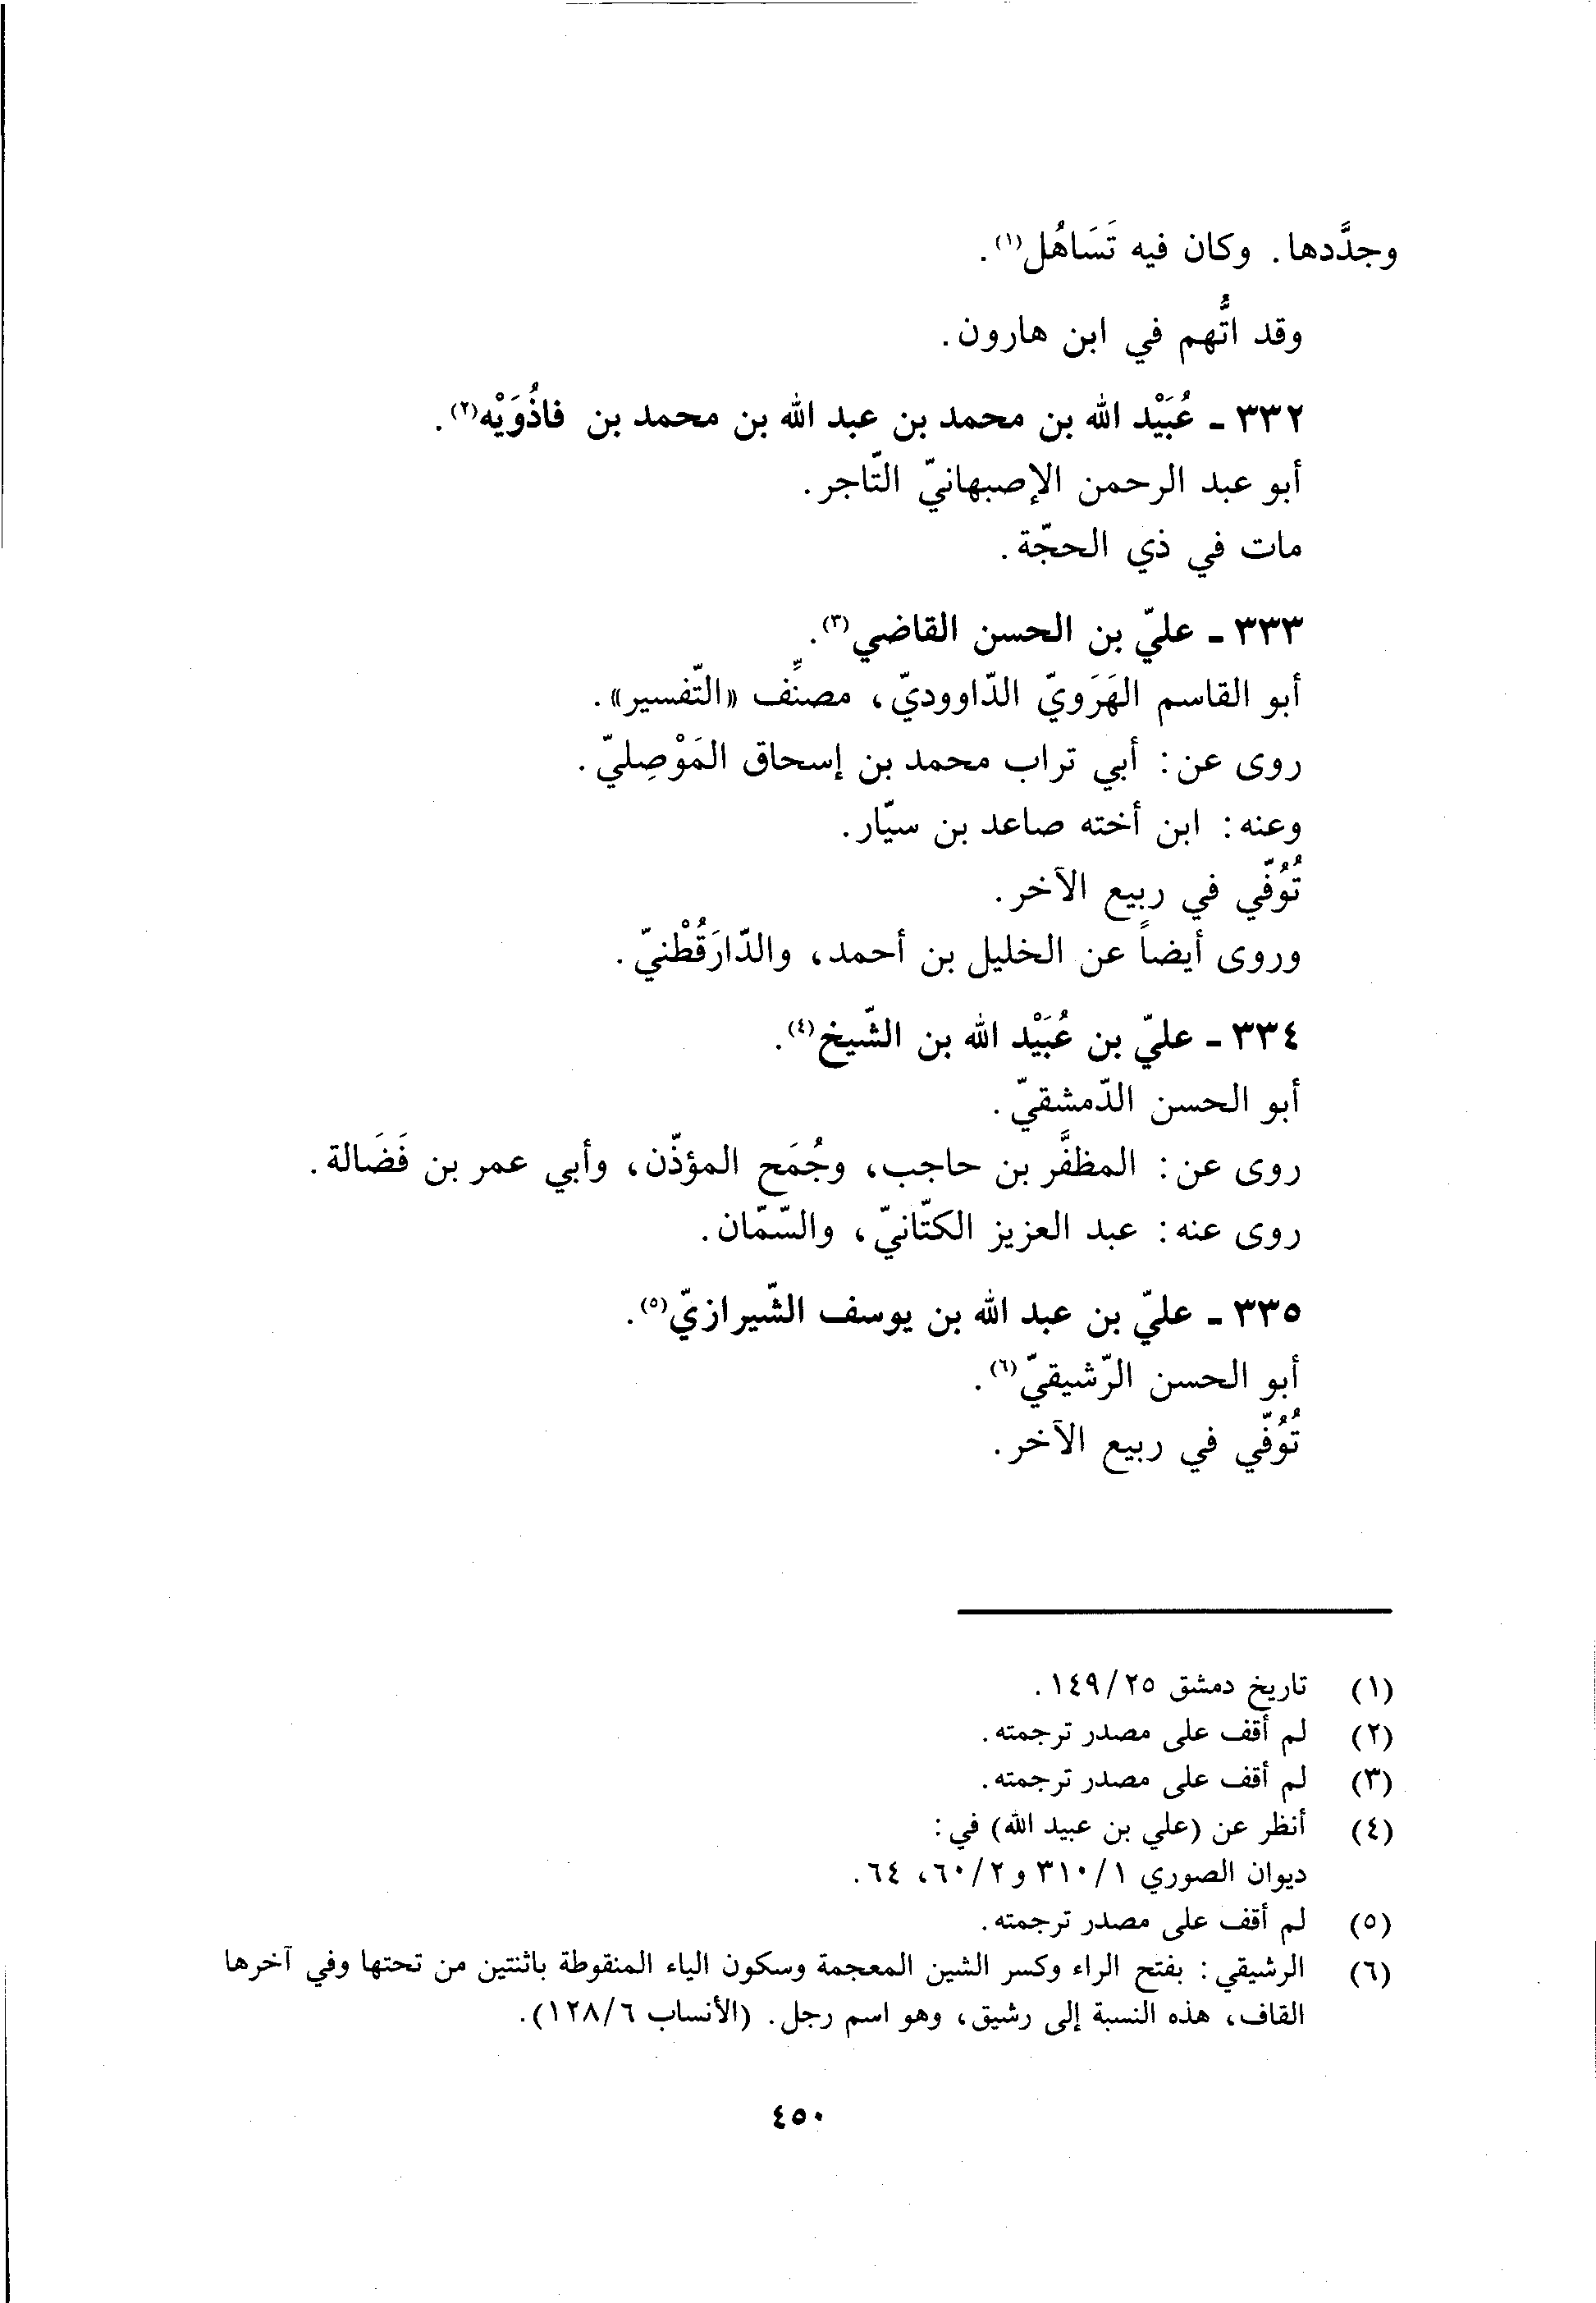 وجدَّدها. وكان فيه تَسَاهُل(١).
وقد اتُّهم في ابن هارون.
٣٣٢ ـ عُبَيْد الله بن محمد بن عبد الله بن محمد بن فاذُوَيْه(٢).
أبو عبد الرحمن الإصبهانيّ التّاجر.
مات في ذي الحجّة.
٣٣٣ ـ عليّ بن الحسن القاضي(٣).
أبو القاسم الهَرَويّ الدّاووديّ، مصنِّف «التّفسير».
روى عن: أبي تراب محمد بن إسحاق المَوْصِليّ.
وعنه: ابن أخته صاعد بن سيّار.
تُوُفّي في ربيع الآخر.
وروى أيضاً عن الخليل بن أحمد، والدّارَقُطْنيّ.
٣٣٤ ـ عليّ بن عُبَيْد الله بن الشّيخ(٤).
أبو الحسن الدّمشقيّ.
روى عن: المظفَّر بن حاجب، وجُمَح المؤذّن، وأبي عمر بن فَضَالة.
روى عنه: عبد العزيز الكتّانيّ، والسّمّان.
٣٣٥ ـ عليّ بن عبد الله بن يوسف الشّيرازيّ(٥).
أبو الحسن الرّشيقيّ(٦).
تُوُفّي في ربيع الآخر.
(١) تاريخ دمشق ١٤٩/٢٥.
(٢) لم أقف على مصدر ترجمته.
(٣) لم أقف على مصدر ترجمته.
(٤) أنظر عن (علي بن عبيد الله) في:
ديوان الصوري ٣١٠/١ و٦٠/٢، ٦٤.
(٥) لم أقف على مصدر ترجمته.
(٦) الرشيقي: بفتح الراء وكسر الشين المعجمة وسكون الياء المنقوطة باثنتين من تحتها وفي آخرها
القاف، هذه النسبة إلى رشيق، وهو اسم رجل. (الأنساب ١٢٨/٦).
٤٥٠